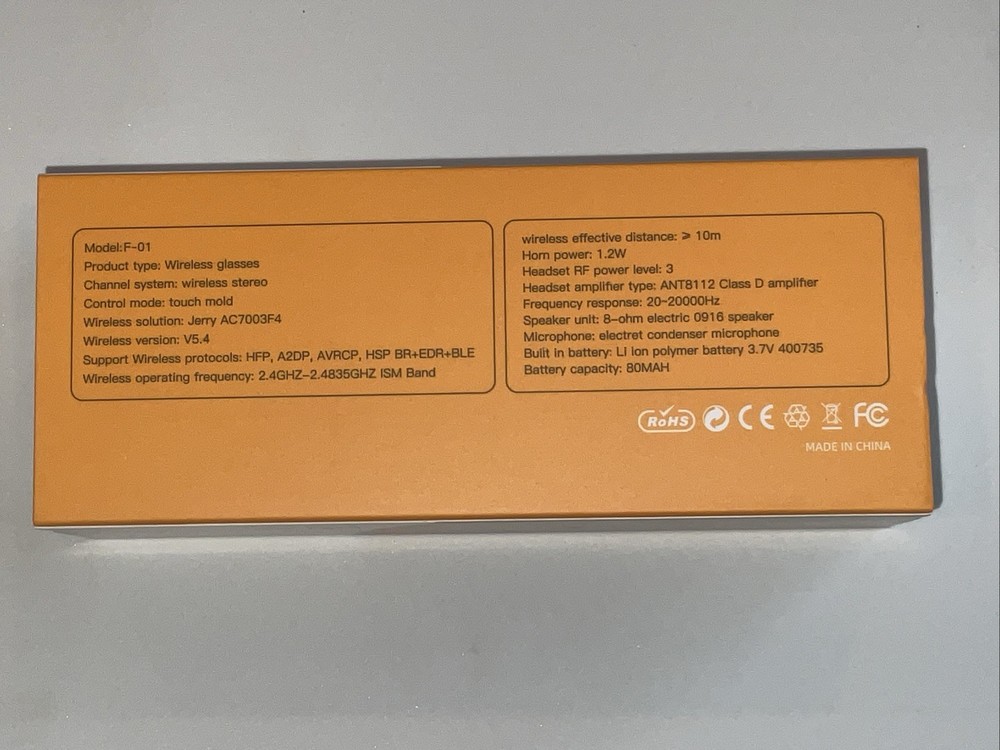 Model:F-01
Product type: Wireless glasses
Channel system: wireless stereo
Control mode: touch mold
Wireless solution: Jerry AC7003F4
Wireless version: V5.4
Support Wireless protocols: HFP, A2DP, AVRCP, HSP BR+EDR+BLE
Wireless operating frequency: 2.4GHZ-2.4835GHZ ISM Band
wireless effective distance: ⩾ 10m
Horn power: 1.2W
Headset RF power level: 3
Headset amplifier type: ANT8112 Class D amplifier
Frequency response: 20-20000Hz
Speaker unit: 8-ohm electric 0916 speaker
Microphone: electret condenser microphone
Built in battery: Li ion polymer battery 3.7V 400735
Battery capacity: 80MAH
RoHS CE FC
MADE IN CHINA